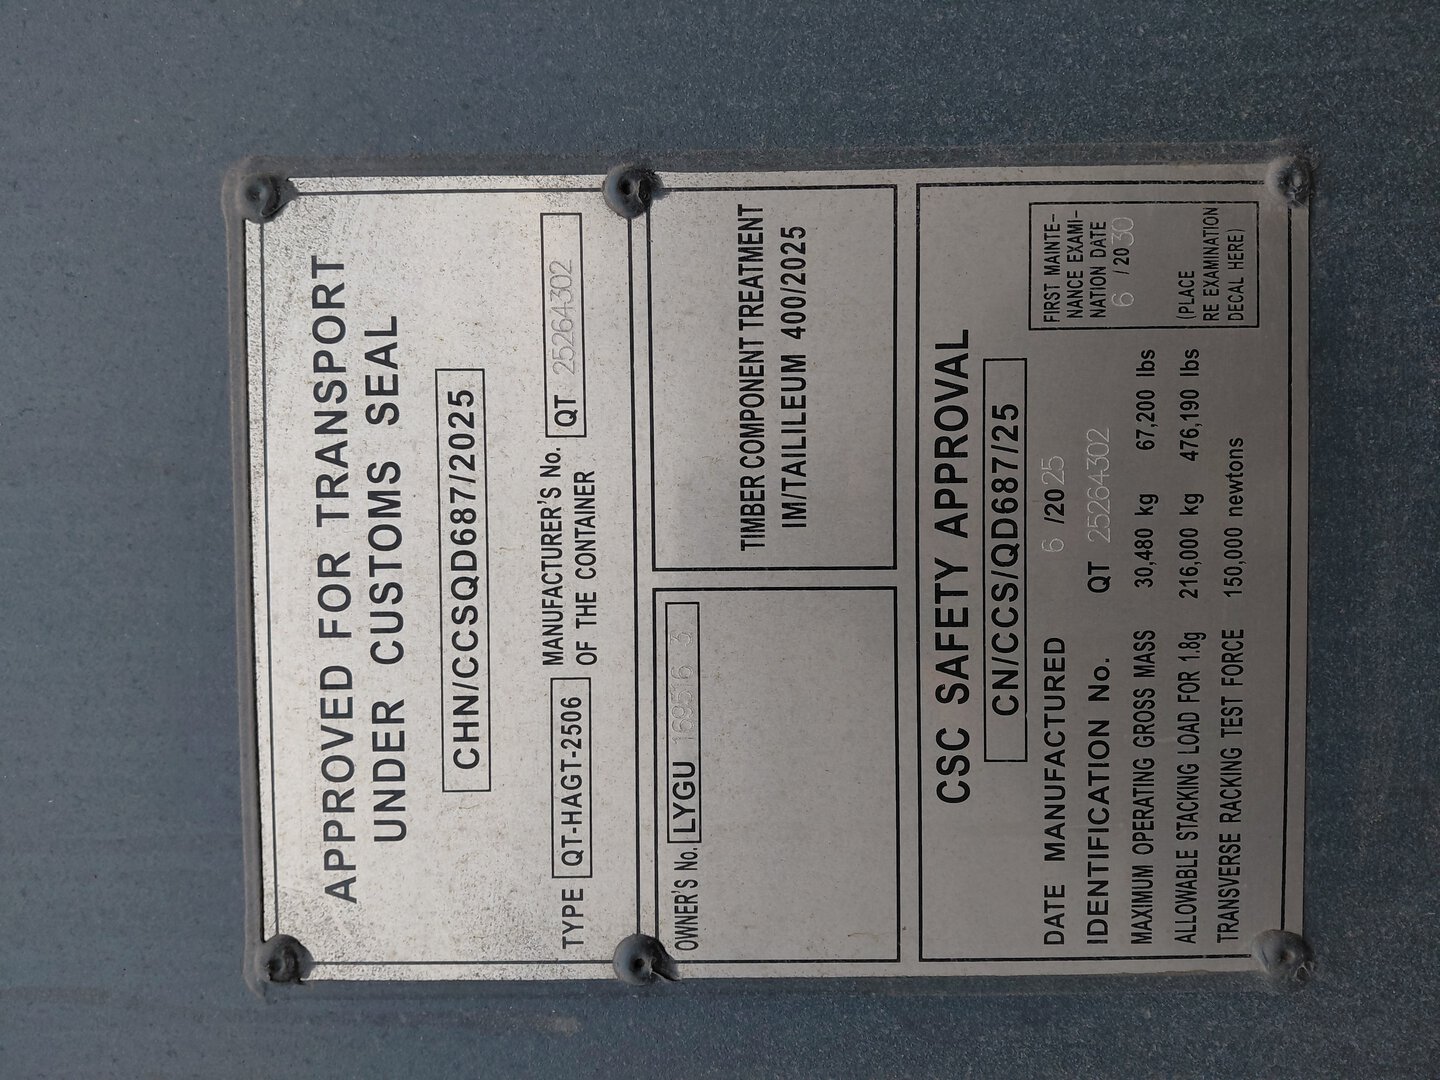 APPROVED FOR TRANSPORT
UNDER CUSTOMS SEAL
CHN/CCSQD687/2025
TYPE QT-HAGT-2506 MANUFACTURER'S No. OF THE CONTAINER QT 25264302
OWNER'S No. LYGU
TIMBER COMPONENT TREATMENT
IM/TAILILEUM 400/2025
CSC SAFETY APPROVAL
CN/CCS/QD687/25
DATE MANUFACTURED 6 /2025
IDENTIFICATION No. QT 25264302
MAXIMUM OPERATING GROSS MASS 30,480 kg 67,200 lbs
ALLOWABLE STACKING LOAD FOR 1.8g 216,000 kg 476,190 lbs
TRANSVERSE RACKING TEST FORCE 150,000 newtons
FIRST MAINTE-
NANCE EXAMI-
NATION DATE
6 /2030
(PLACE
RE EXAMINATION
DECAL HERE)